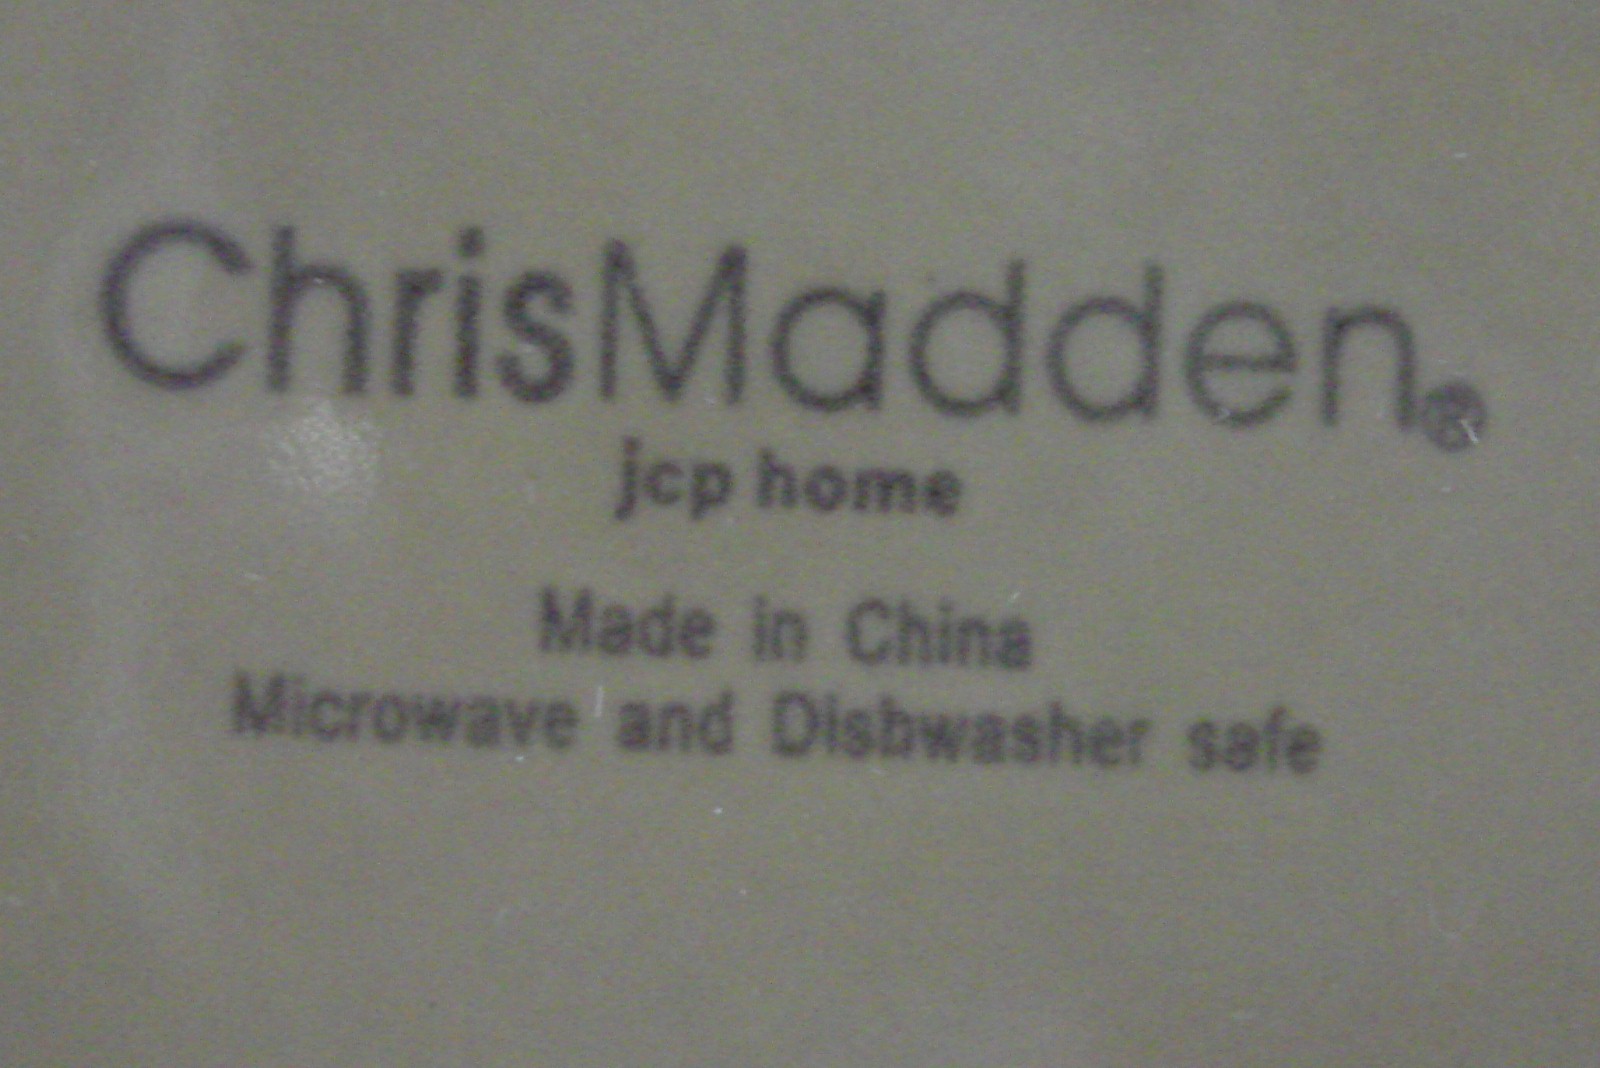 ChrisMadden®
jcp home
Made in China
Microwave and Disbwasher safe